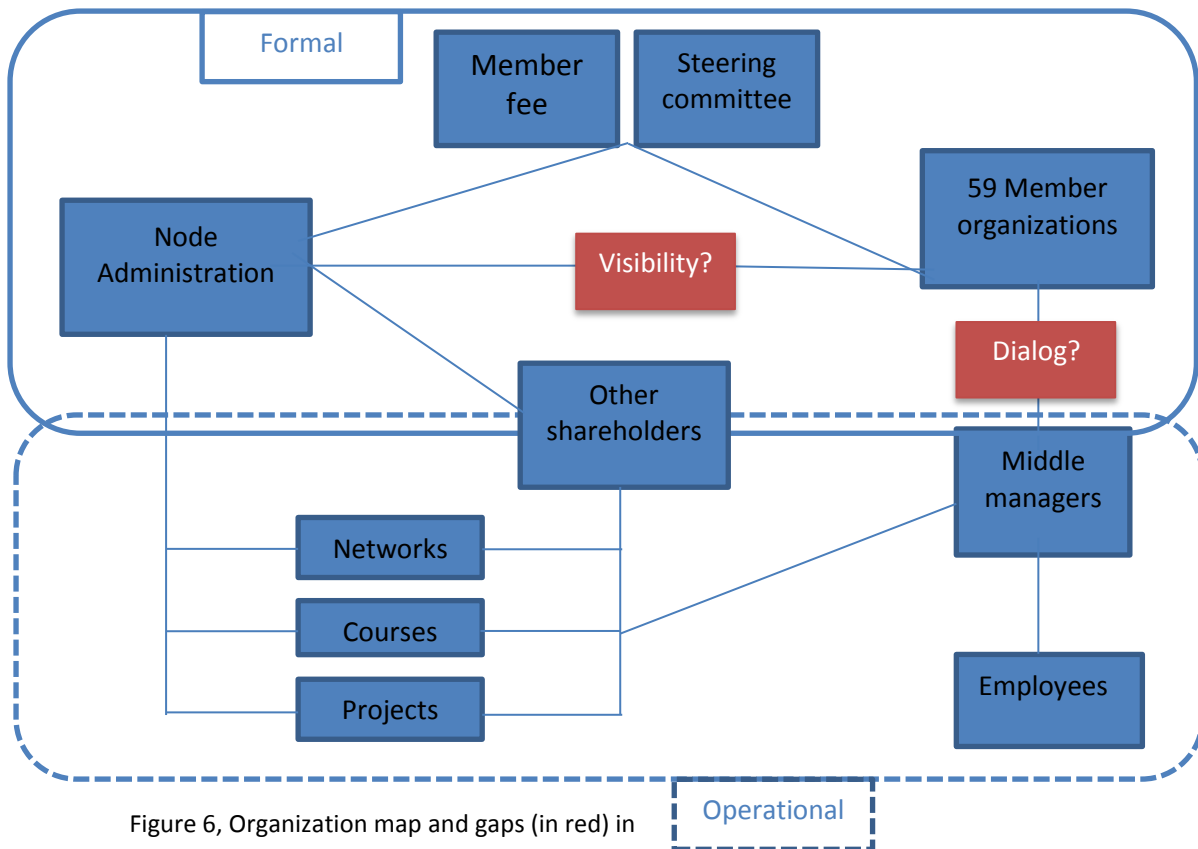 Formal
Member
fee
Steering
committee
59 Member
organizations
Node
Administration
Visibility?
Dialog?
Other
shareholders
Middle
managers
Networks
Courses
Employees
Projects
Operational
Figure 6, Organization map and gaps (in red) in